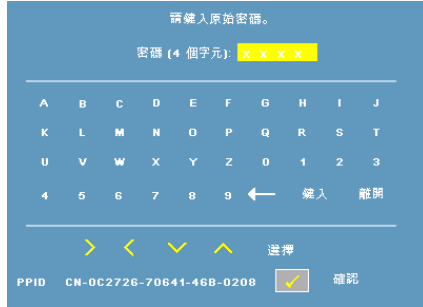 請鍵入原始密碼。
密碼 (4 個字元): x x x x
A B C D E F G H I J
K L M N O P Q R S T
U V W X Y Z 0 1 2 3
4 5 6 7 8 9 ← 鍵入 離開
選擇
PPID CN-0C2726-70641-46B-0208 ✓ 確認